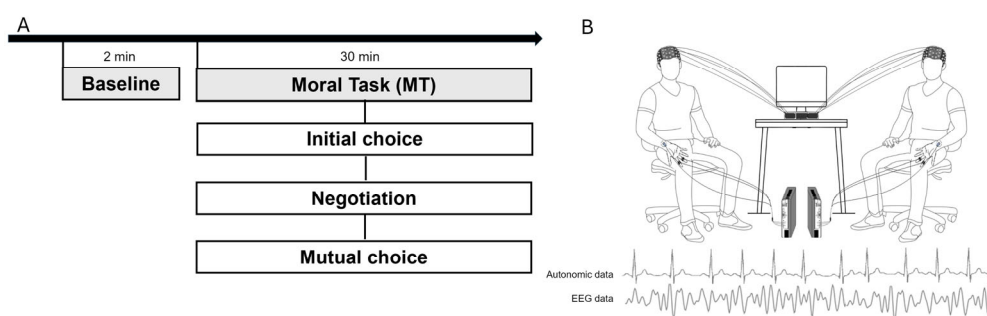 A
2 min
30 min
Baseline
Moral Task (MT)
Initial choice
Negotiation
Mutual choice
B
Autonomic data
EEG data